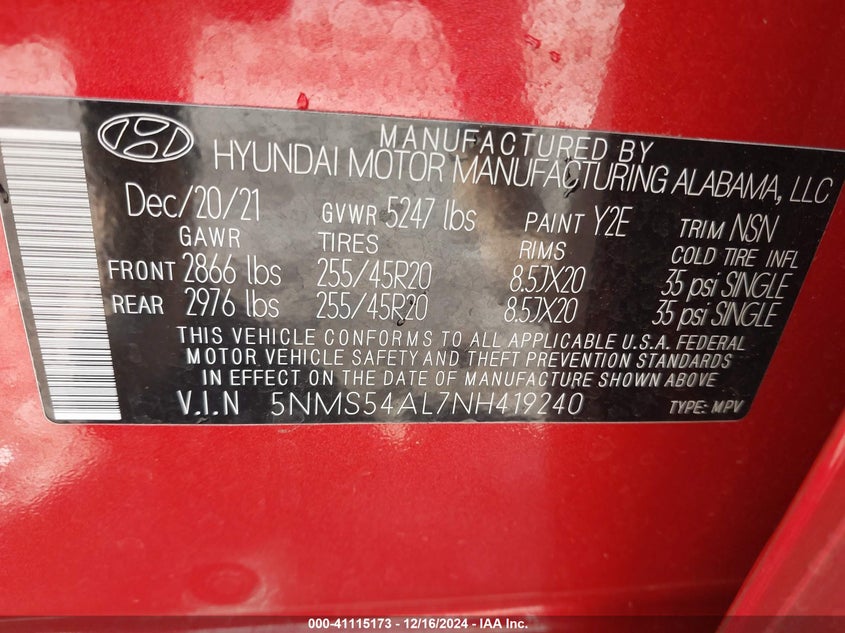 MANUFACTURED BY
HYUNDAI MOTOR MANUFACTURING ALABAMA, LLC
Dec/20/21 GVWR 5247 lbs PAINT Y2E TRIM NSN
GAWR TIRES RIMS COLD TIRE INFL
FRONT 2866 lbs 255/45R20 8.5JX20 35 psi SINGLE
REAR 2976 lbs 255/45R20 8.5JX20 35 psi SINGLE
THIS VEHICLE CONFORMS TO ALL APPLICABLE U.S.A. FEDERAL
MOTOR VEHICLE SAFETY AND THEFT PREVENTION STANDARDS
IN EFFECT ON THE DATE OF MANUFACTURE SHOWN ABOVE
V.I.N 5NMS54AL7NH419240 TYPE: MPV
000-41115173 - 12/16/2024 - IAA Inc.